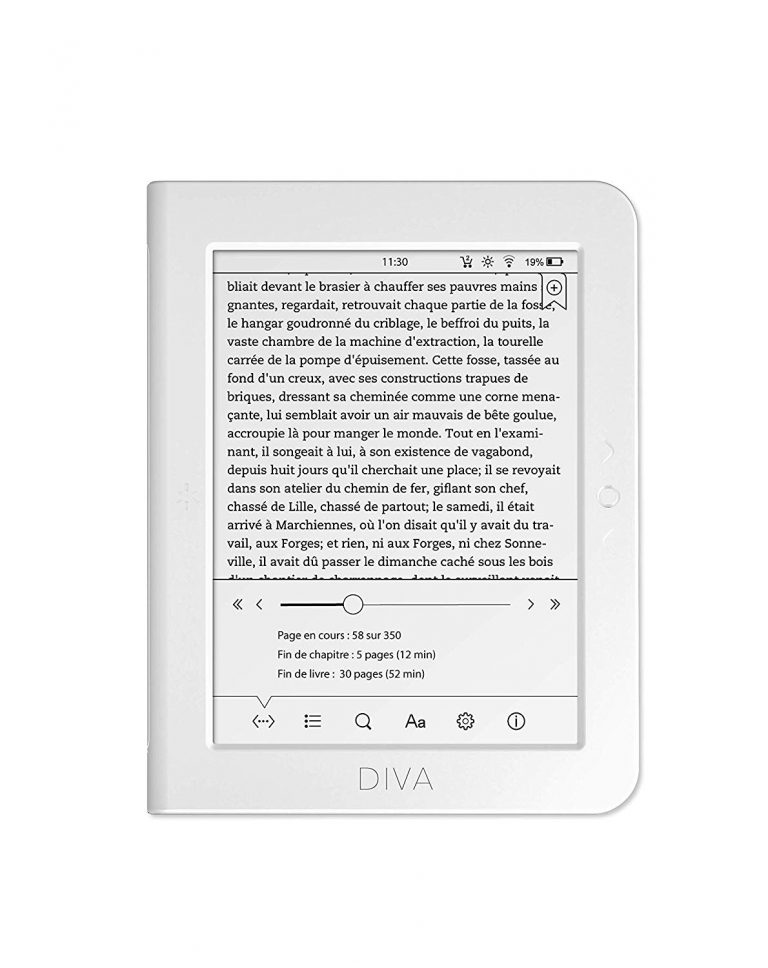 11:30 2 19%
bliait devant le brasier à chauffer ses pauvres mains
gnantes, regardait, retrouvait chaque partie de la fosse,
le hangar goudronné du criblage, le beffroi du puits, la
vaste chambre de la machine d'extraction, la tourelle
carrée de la pompe d'épuisement. Cette fosse, tassée au
fond d'un creux, avec ses constructions trapues de
briques, dressant sa cheminée comme une corne mena-
çante, lui semblait avoir un air mauvais de bête goulue,
accroupie là pour manger le monde. Tout en l'exami-
nant, il songeait à lui, à son existence de vagabond,
depuis huit jours qu'il cherchait une place; il se revoyait
dans son atelier du chemin de fer, giflant son chef,
chassé de Lille, chassé de partout; le samedi, il était
arrivé à Marchiennes, où l'on disait qu'il y avait du tra-
vail, aux Forges; et rien, ni aux Forges, ni chez Sonne-
ville, il avait dû passer le dimanche caché sous les bois
Page en cours : 58 sur 350
Fin de chapitre : 5 pages (12 min)
Fin de livre : 30 pages (52 min)
Aa
DIVA